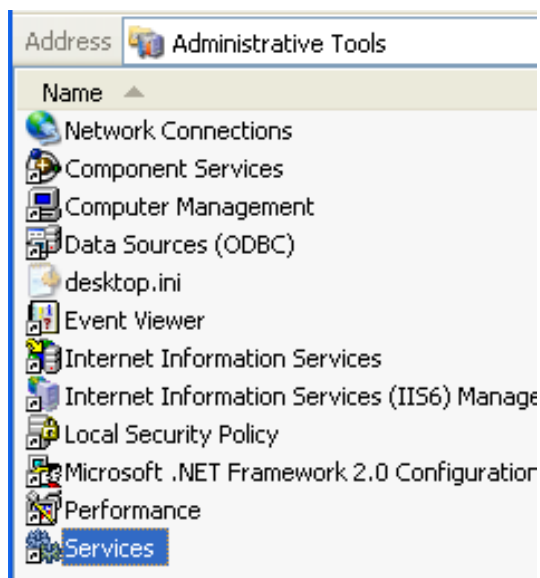 Address Administrative Tools
Name
Network Connections
Component Services
Computer Management
Data Sources (ODBC)
desktop.ini
Event Viewer
Internet Information Services
Internet Information Services (IIS6) Manage
Local Security Policy
Microsoft .NET Framework 2.0 Configuration
Performance
Services